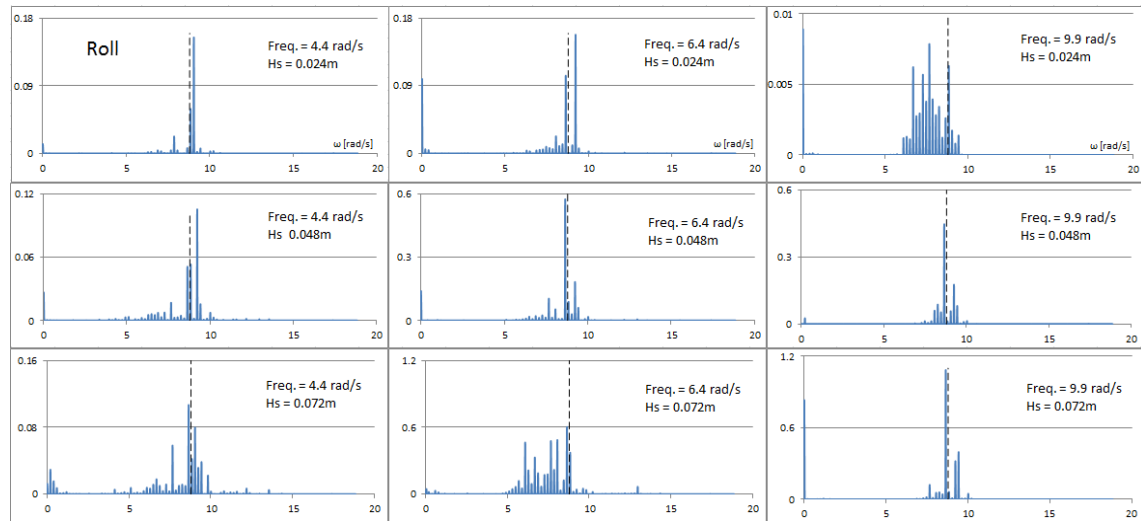 0.18
Roll
Freq. = 4.4 rad/s
Hs = 0.024m
0.09
ω [rad/s]
0
0 5 10 15 20
0.18
Freq. = 6.4 rad/s
Hs = 0.024m
0.09
ω [rad/s]
0
0 5 10 15 20
0.01
Freq. = 9.9 rad/s
Hs = 0.024m
0.005
ω [rad/s]
0
0 5 10 15 20
0.12
Freq. = 4.4 rad/s
Hs 0.048m
0.06
0
0 5 10 15 20
0.6
Freq. = 6.4 rad/s
Hs = 0.048m
0.3
0
0 5 10 15 20
0.6
Freq. = 9.9 rad/s
Hs = 0.048m
0.3
0
0 5 10 15 20
0.16
Freq. = 4.4 rad/s
Hs = 0.072m
0.08
0
0 5 10 15 20
1.2
Freq. = 6.4 rad/s
Hs = 0.072m
0.6
0
0 5 10 15 20
1.2
Freq. = 9.9 rad/s
Hs = 0.072m
0.6
0
0 5 10 15 20